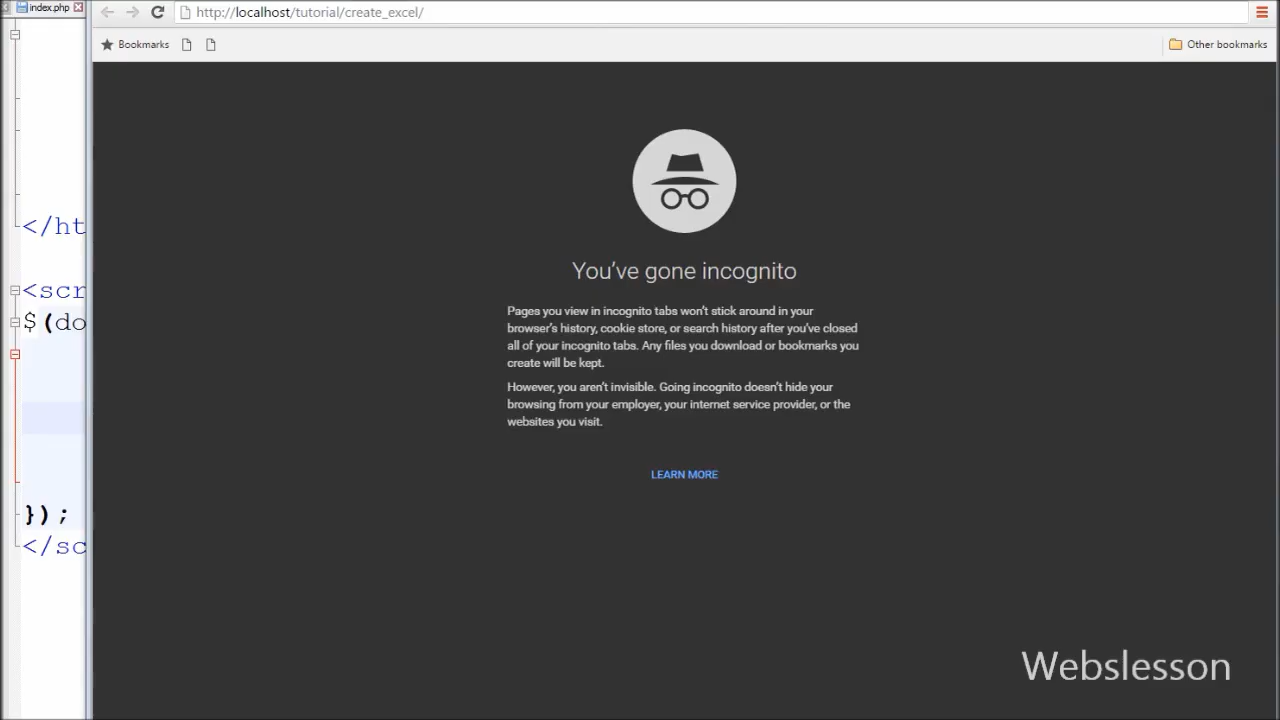 index.php
http://localhost/tutorial/create_excel/
Bookmarks
Other bookmarks
You've gone incognito
Pages you view in incognito tabs won't stick around in your
browser's history, cookie store, or search history after you've closed
all of your incognito tabs. Any files you download or bookmarks you
create will be kept.
However, you aren't invisible. Going incognito doesn't hide your
browsing from your employer, your internet service provider, or the
websites you visit.
LEARN MORE
</ht
<scr
$(do
});
</sc
Webslesson